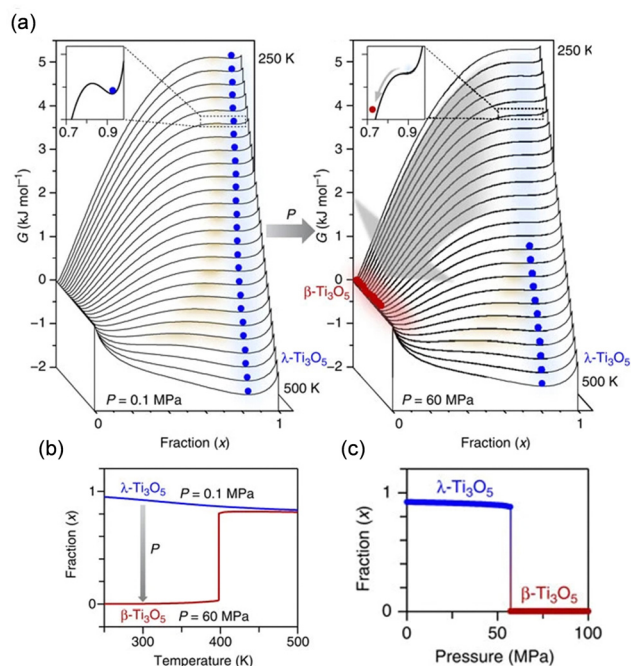 (a)
G (kJ mol⁻¹)
5
4
3
2
1
0
−1
−2
0.7 0.9
250 K
λ-Ti₃O₅
500 K
P = 0.1 MPa
0 1
Fraction (x)
P
G (kJ mol⁻¹)
5
4
3
2
1
0
−1
−2
0.7 0.9
250 K
β-Ti₃O₅
λ-Ti₃O₅
500 K
P = 60 MPa
0 1
Fraction (x)
(b)
Fraction (x)
1
0
λ-Ti₃O₅ P = 0.1 MPa
P
β-Ti₃O₅ P = 60 MPa
300 400 500
Temperature (K)
(c)
Fraction (x)
1
0
λ-Ti₃O₅
β-Ti₃O₅
0 50 100
Pressure (MPa)